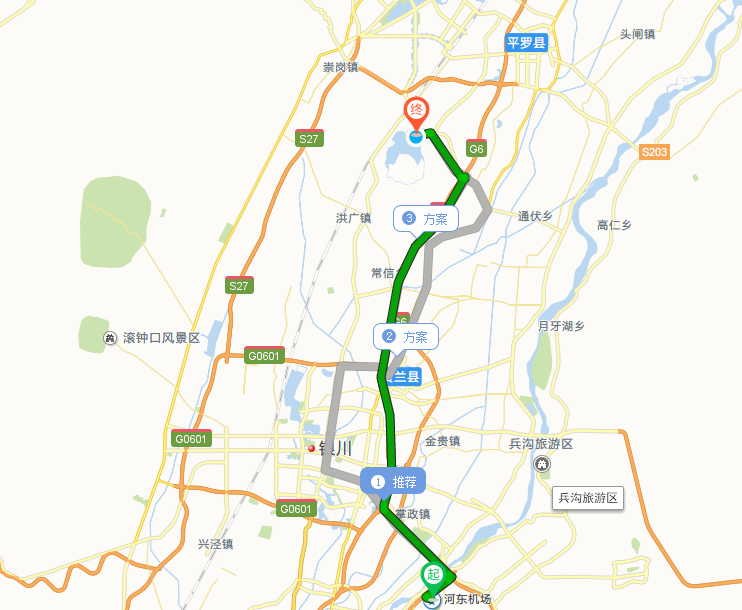 头闸镇
平罗县
崇岗镇
终
S27
G6
S203
洪广镇
3 方案
通伏乡
高仁乡
常信
S27
G6
月牙湖乡
滚钟口风景区
2 方案
G0601
兰县
G0601
金贵镇
兵沟旅游区
银川
1 推荐
兵沟旅游区
G0601
掌政镇
兴泾镇
起
河东机场